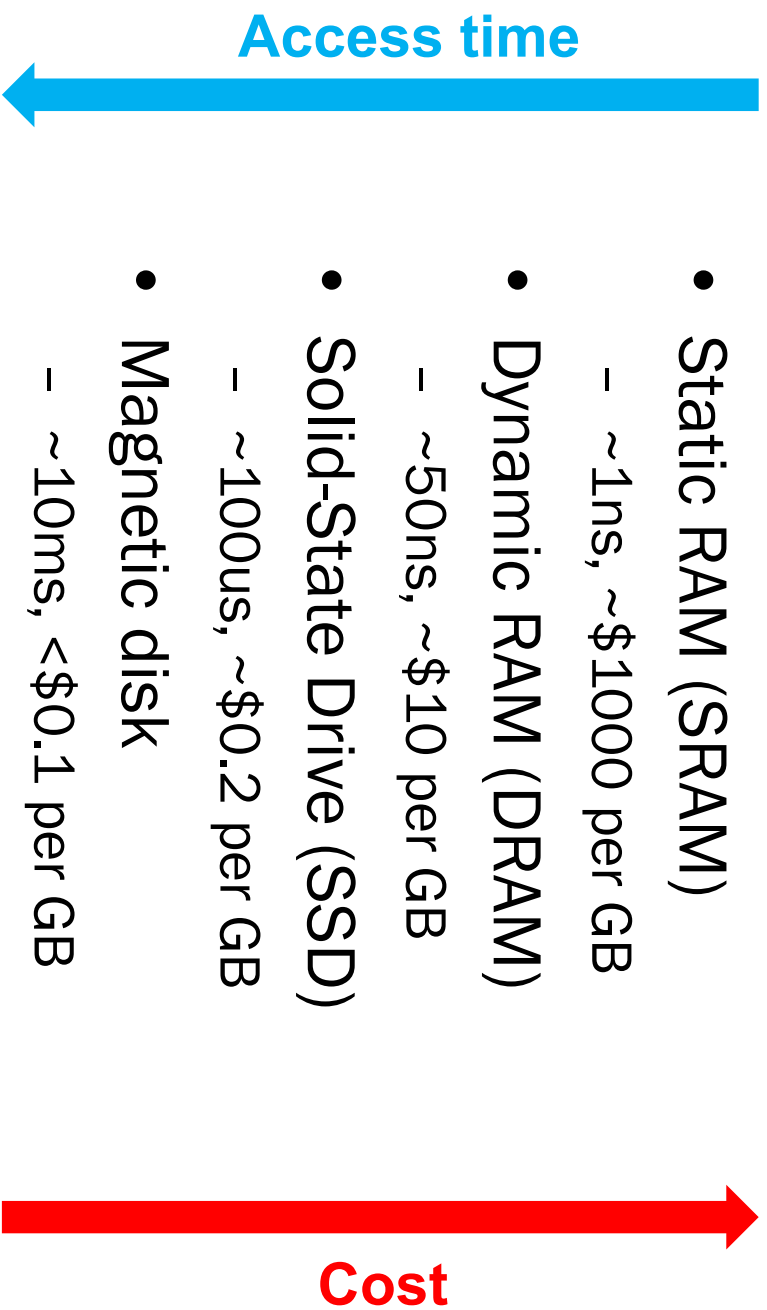 Access time
• Static RAM (SRAM)
– ~1ns, ~$1000 per GB
• Dynamic RAM (DRAM)
– ~50ns, ~$10 per GB
• Solid-State Drive (SSD)
– ~100us, ~$0.2 per GB
• Magnetic disk
– ~10ms, <$0.1 per GB
Cost